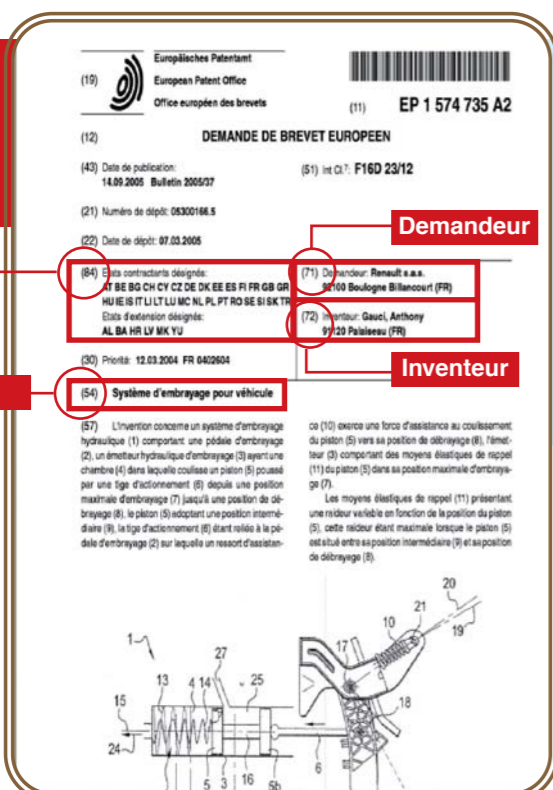 (19)
Europäisches Patentamt
European Patent Office
Office européen des brevets
(11) EP 1 574 735 A2
(12) DEMANDE DE BREVET EUROPEEN
(43) Date de publication:
14.09.2005 Bulletin 2005/37
(51) Int Cl.7: F16D 23/12
(21) Numéro de dépôt: 05300166.5
(22) Date de dépôt: 07.03.2005
Demandeur
(84) Etats contractants désignés:
AT BE BG CH CY CZ DE DK EE ES FI FR GB GR
HU IE IS IT LI LT LU MC NL PL PT RO SE SI SK TR
Etats d'extension désignés:
AL BA HR LV MK YU
(71) Demandeur: Renault s.a.s.
92100 Boulogne Billancourt (FR)
(72) Inventeur: Gauci, Anthony
91120 Palaiseau (FR)
Inventeur
(30) Priorité: 12.03.2004 FR 0402604
(54) Système d'embrayage pour véhicule
(57) L'invention concerne un système d'embrayage
hydraulique (1) comportant une pédale d'embrayage
(2), un émetteur hydraulique d'embrayage (3) ayant une
chambre (4) dans laquelle coulisse un piston (5) poussé
par une tige d'actionnement (6) depuis une position
maximale d'embrayage (7) jusqu'à une position de dé-
brayage (8), le piston (5) adoptant une position intermé-
diaire (9), la tige d'actionnement (6) étant reliée à la pé-
dale d'embrayage (2) sur laquelle un ressort d'assistan-
ce (10) exerce une force d'assistance au coulissement
du piston (5) vers sa position de débrayage (8), l'émet-
teur (3) comportant des moyens élastiques de rappel
(11) du piston (5) dans sa position maximale d'embraya-
ge (7).
Les moyens élastiques de rappel (11) présentant
une raideur variable en fonction de la position du piston
(5), cette raideur étant maximale lorsque le piston (5)
est situé entre sa position intermédiaire (9) et sa position
de débrayage (8).
20
21
10
19
1
17
27
13 4 14 25
15
18
24
6
5 3 16 5b